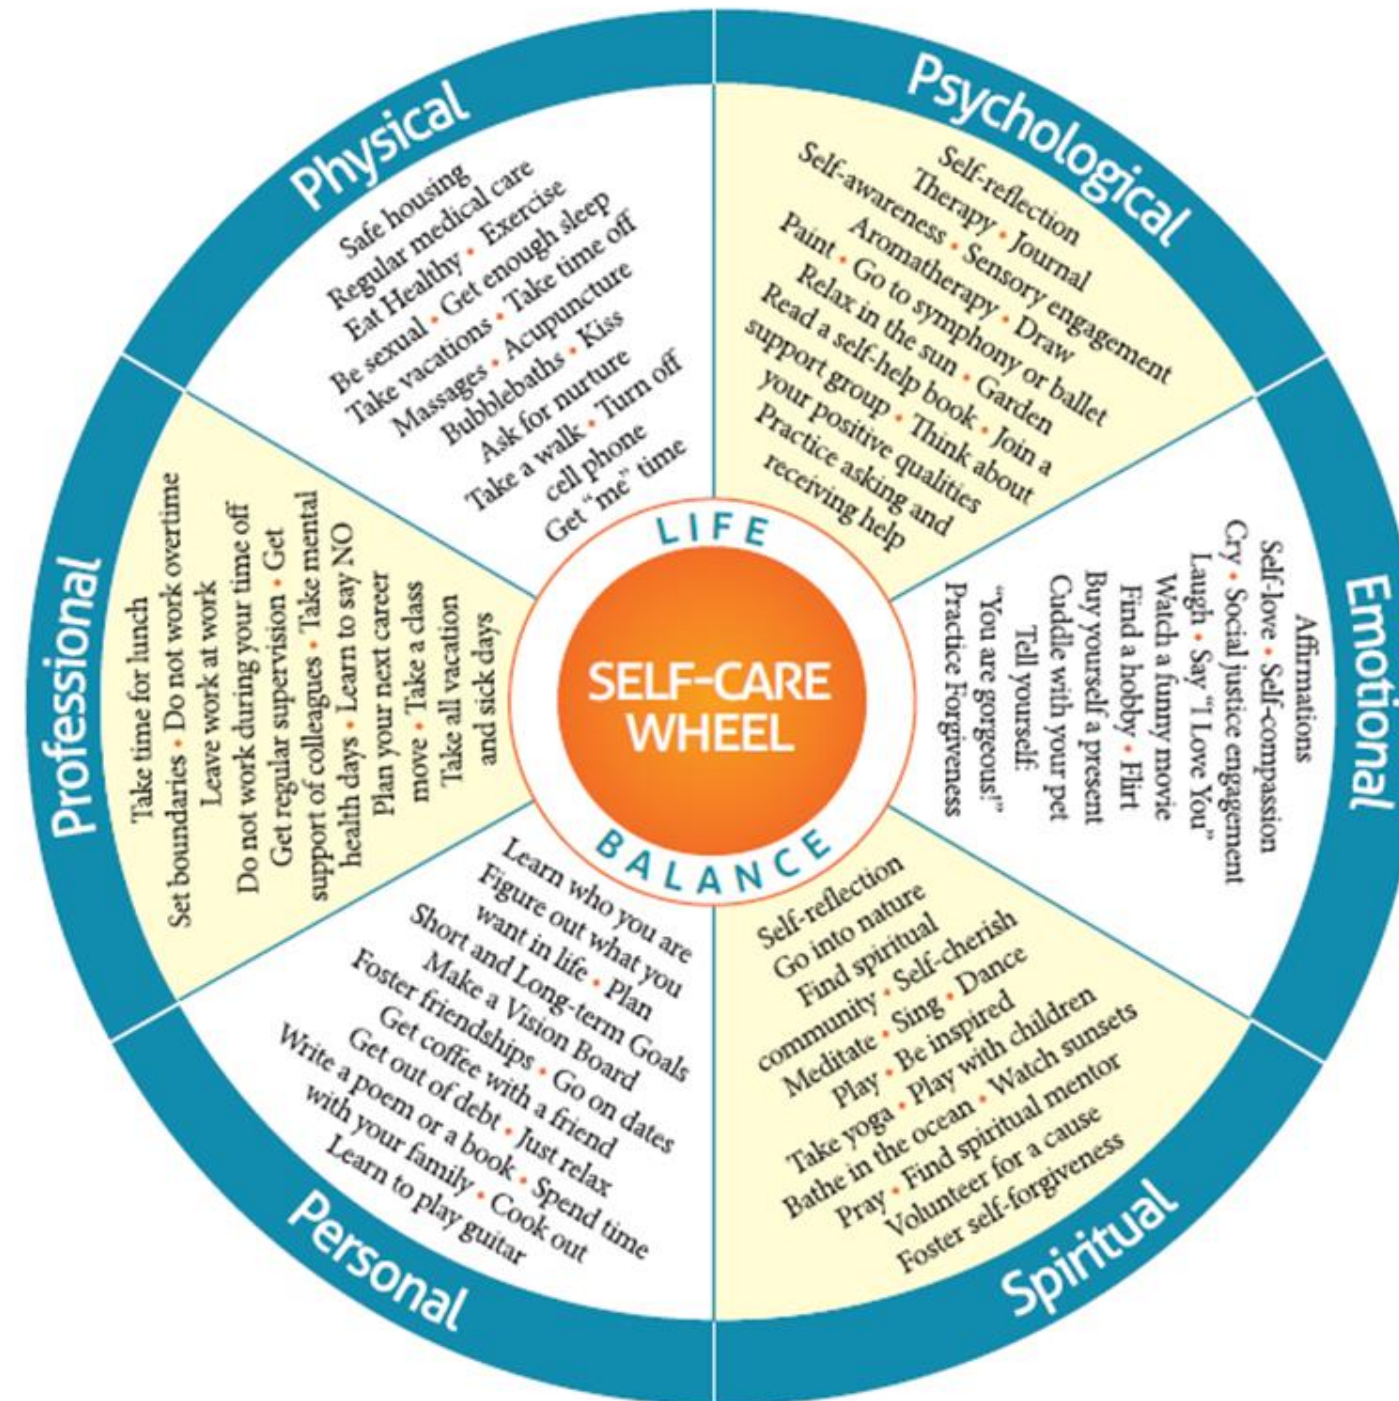 Physical
Safe housing
Regular medical care
Eat Healthy • Exercise
Be sexual • Get enough sleep
Take vacations • Take time off
Massages • Acupuncture
Bubblebaths • Kiss
Ask for nurture
Take a walk • Turn off
cell phone
Get “me” time
Psychological
Self-reflection
Therapy • Journal
Self-awareness • Sensory engagement
Aromatherapy • Draw
Paint • Go to symphony or ballet
Relax in the sun • Garden
Read a self-help book • Join a
support group • Think about
your positive qualities
Practice asking and
receiving help
Emotional
Affirmations
Self-love • Self-compassion
Cry • Social justice engagement
Laugh • Say “I Love You”
Watch a funny movie
Find a hobby • Flirt
Buy yourself a present
Cuddle with your pet
Tell yourself:
“You are gorgeous!”
Practice Forgiveness
Spiritual
Self-reflection
Go into nature
Find spiritual
community • Self-cherish
Meditate • Sing • Dance
Play • Be inspired
Take yoga • Play with children
Bathe in the ocean • Watch sunsets
Pray • Find spiritual mentor
Volunteer for a cause
Foster self-forgiveness
Personal
Learn who you are
Figure out what you
want in life • Plan
Short and Long-term Goals
Make a Vision Board
Foster friendships • Go on dates
Get coffee with a friend
Get out of debt • Just relax
Write a poem or a book • Spend time
with your family • Cook out
Learn to play guitar
Professional
Take time for lunch
Set boundaries • Do not work overtime
Leave work at work
Do not work during your time off
Get regular supervision • Get
support of colleagues • Take mental
health days • Learn to say NO
Plan your next career
move • Take a class
Take all vacation
and sick days
LIFE
SELF-CARE
WHEEL
BALANCE